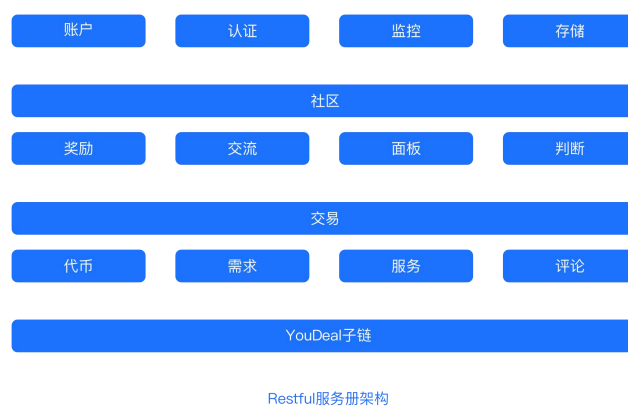 账户 认证 监控 存储
社区
奖励 交流 面板 判断
交易
代币 需求 服务 评论
YouDeal子链
Restful服务册架构